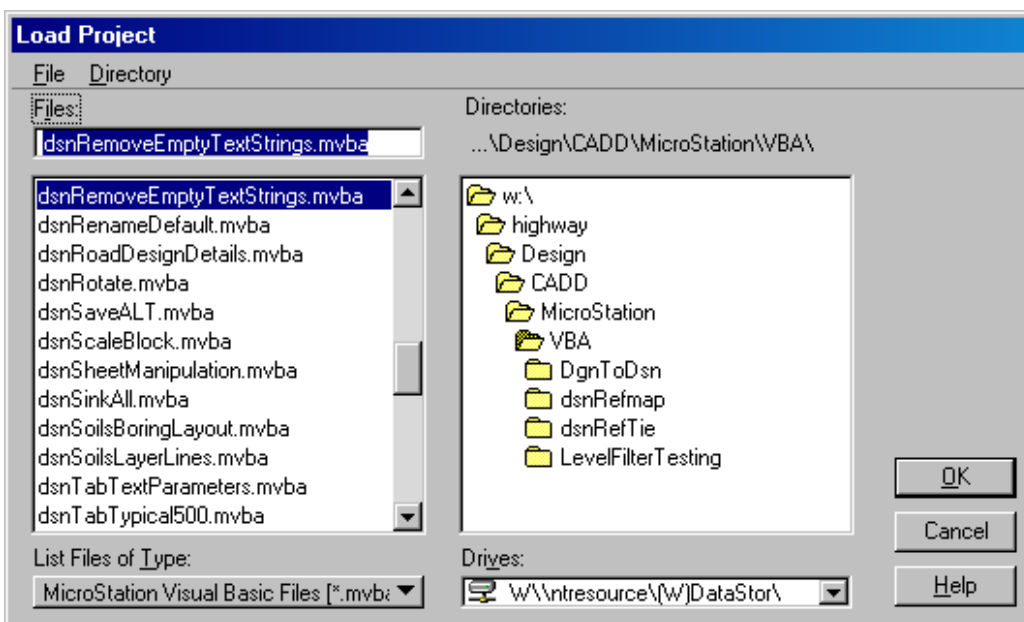 Load Project
File Directory
Files:
dsnRemoveEmptyTextStrings.mvba
dsnRemoveEmptyTextStrings.mvba
dsnRenameDefault.mvba
dsnRoadDesignDetails.mvba
dsnRotate.mvba
dsnSaveALT.mvba
dsnScaleBlock.mvba
dsnSheetManipulation.mvba
dsnSinkAll.mvba
dsnSoilsBoringLayout.mvba
dsnSoilsLayerLines.mvba
dsnTabTextParameters.mvba
dsnTabTypical500.mvba
List Files of Type:
MicroStation Visual Basic Files [*.mvba
Directories:
...\Design\CADD\MicroStation\VBA\
w:\
highway
Design
CADD
MicroStation
VBA
DgnToDsn
dsnRefmap
dsnRefTie
LevelFilterTesting
Drives:
W\\ntresource\(W)DataStor\
OK
Cancel
Help